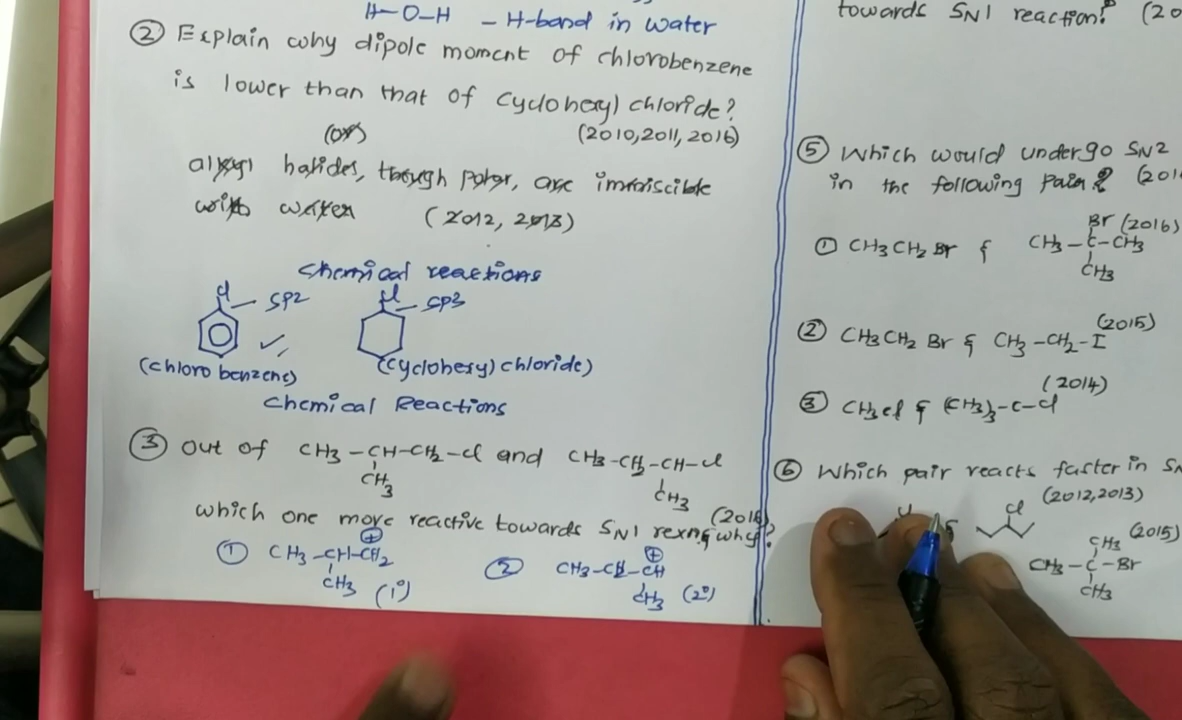 H-O-H - H-bond in water
② Explain why dipole moment of chlorobenzene
is lower than that of Cyclohexyl chloride?
(or) (2010,2011,2016)
alkyl halides, though polar, are immiscible
with water (2012, 2013)
chemical reactions
Cl - SP2
Cl - SP3
(chlorobenzene)
(Cyclohexyl chloride)
Chemical Reactions
③ out of CH3-CH-CH2-Cl and CH3-CH2-CH-Cl
CH3
CH3
which one more reactive towards SN1 rexn & why?
① CH3-CH-CH2 ⊕
CH3 (1°)
② CH3-CH-CH ⊕
CH3 (2°)
towards SN1 reaction?
⑤ Which would undergo SN2
in the following pair?
① CH3CH2Br & CH3-C-CH3
Br (2016)
CH3
② CH3CH2Br & CH3-CH2-I (2015)
③ CH3Cl & (CH3)3-C-Cl (2014)
⑥ Which pair reacts faster in
(2012,2013)
Cl
CH3 (2015)
CH3-C-Br
CH3